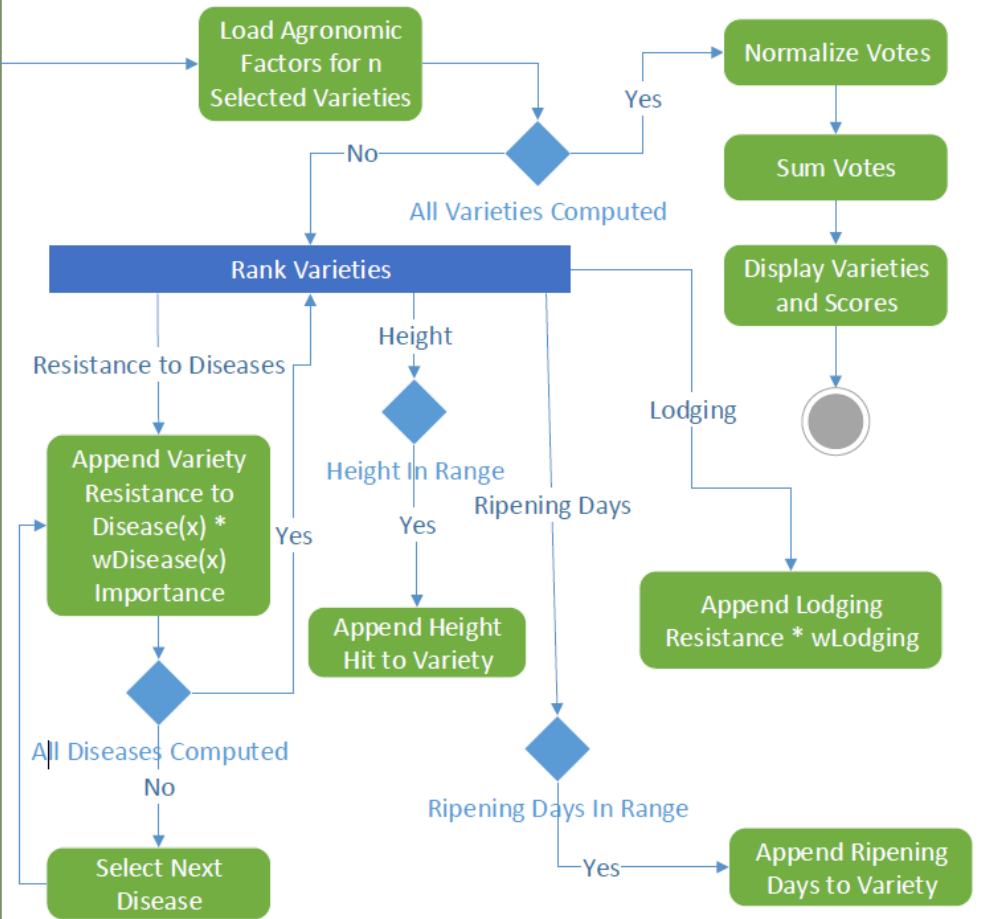 Load Agronomic
Factors for n
Selected Varieties
Normalize Votes
Yes
No
Sum Votes
All Varieties Computed
Rank Varieties
Display Varieties
and Scores
Height
Resistance to Diseases
Lodging
Append Variety
Resistance to
Disease(x) *
wDisease(x)
Importance
Height In Range
Ripening Days
Yes
Yes
Append Height
Hit to Variety
Append Lodging
Resistance * wLodging
All Diseases Computed
No
Ripening Days In Range
Select Next
Disease
Yes
Append Ripening
Days to Variety